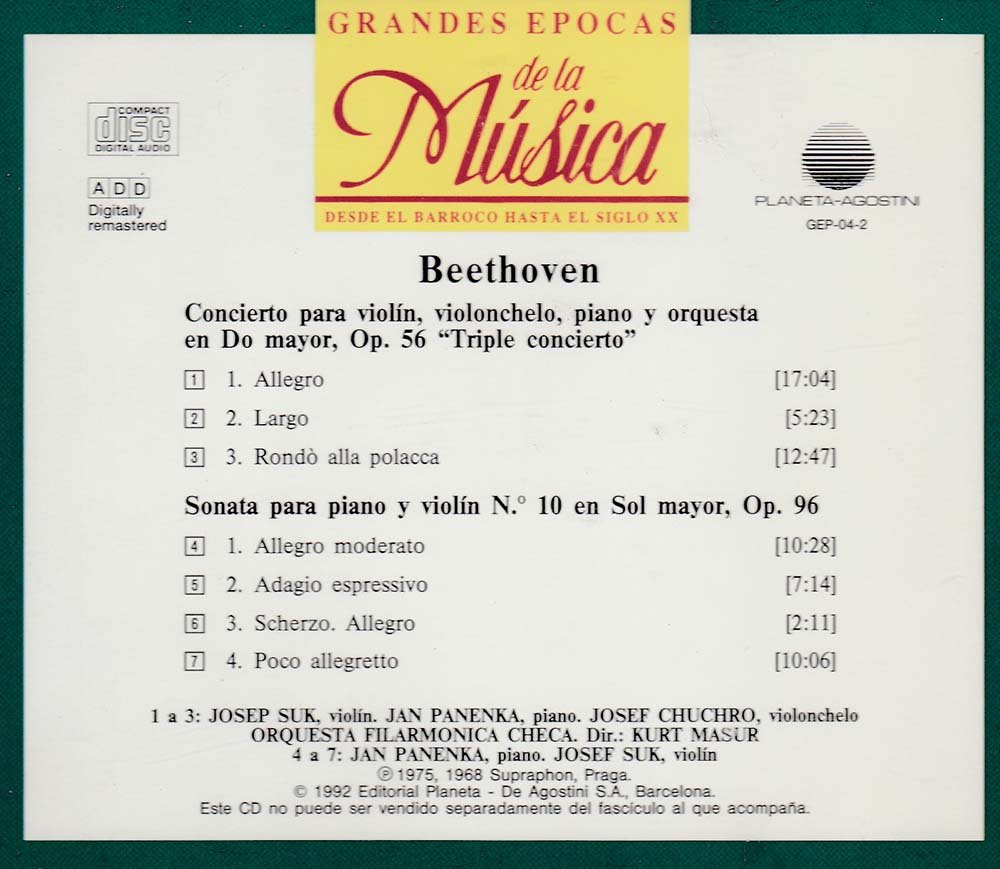 GRANDES EPOCAS
de la
Música
DESDE EL BARROCO HASTA EL SIGLO XX
COMPACT
disc
DIGITAL AUDIO
A D D
Digitally
remastered
PLANETA-AGOSTINI
GEP-04-2
Beethoven
Concierto para violín, violonchelo, piano y orquesta
en Do mayor, Op. 56 “Triple concierto”
1 1. Allegro [17:04]
2 2. Largo [5:23]
3 3. Rondò alla polacca [12:47]
Sonata para piano y violín N.° 10 en Sol mayor, Op. 96
4 1. Allegro moderato [10:28]
5 2. Adagio espressivo [7:14]
6 3. Scherzo. Allegro [2:11]
7 4. Poco allegretto [10:06]
1 a 3: JOSEP SUK, violín. JAN PANENKA, piano. JOSEF CHUCHRO, violonchelo
ORQUESTA FILARMONICA CHECA. Dir.: KURT MASUR
4 a 7: JAN PANENKA, piano. JOSEF SUK, violín
℗ 1975, 1968 Supraphon, Praga.
© 1992 Editorial Planeta - De Agostini S.A., Barcelona.
Este CD no puede ser vendido separadamente del fascículo al que acompaña.